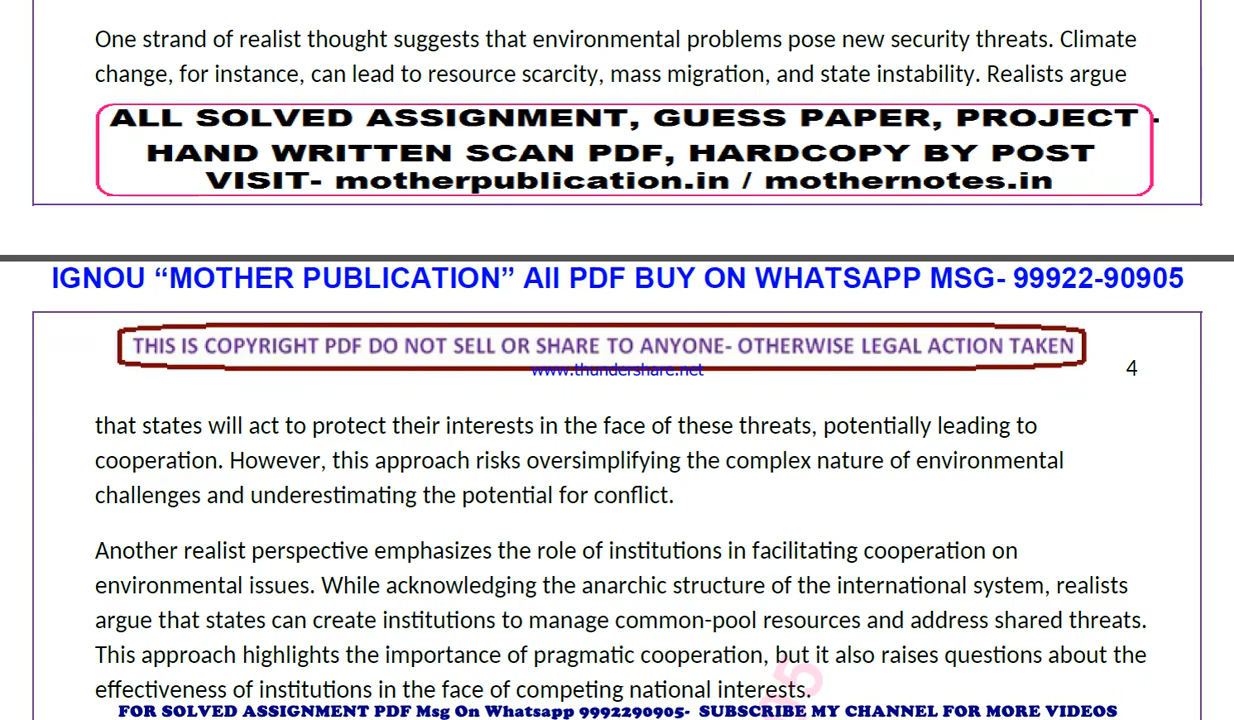 One strand of realist thought suggests that environmental problems pose new security threats. Climate
change, for instance, can lead to resource scarcity, mass migration, and state instability. Realists argue
ALL SOLVED ASSIGNMENT, GUESS PAPER, PROJECT -
HAND WRITTEN SCAN PDF, HARDCOPY BY POST
VISIT- motherpublication.in / mothernotes.in
IGNOU “MOTHER PUBLICATION” All PDF BUY ON WHATSAPP MSG- 99922-90905
THIS IS COPYRIGHT PDF DO NOT SELL OR SHARE TO ANYONE- OTHERWISE LEGAL ACTION TAKEN
www.thundershare.net
4
that states will act to protect their interests in the face of these threats, potentially leading to
cooperation. However, this approach risks oversimplifying the complex nature of environmental
challenges and underestimating the potential for conflict.
Another realist perspective emphasizes the role of institutions in facilitating cooperation on
environmental issues. While acknowledging the anarchic structure of the international system, realists
argue that states can create institutions to manage common-pool resources and address shared threats.
This approach highlights the importance of pragmatic cooperation, but it also raises questions about the
effectiveness of institutions in the face of competing national interests.
FOR SOLVED ASSIGNMENT PDF Msg On Whatsapp 9992290905- SUBSCRIBE MY CHANNEL FOR MORE VIDEOS